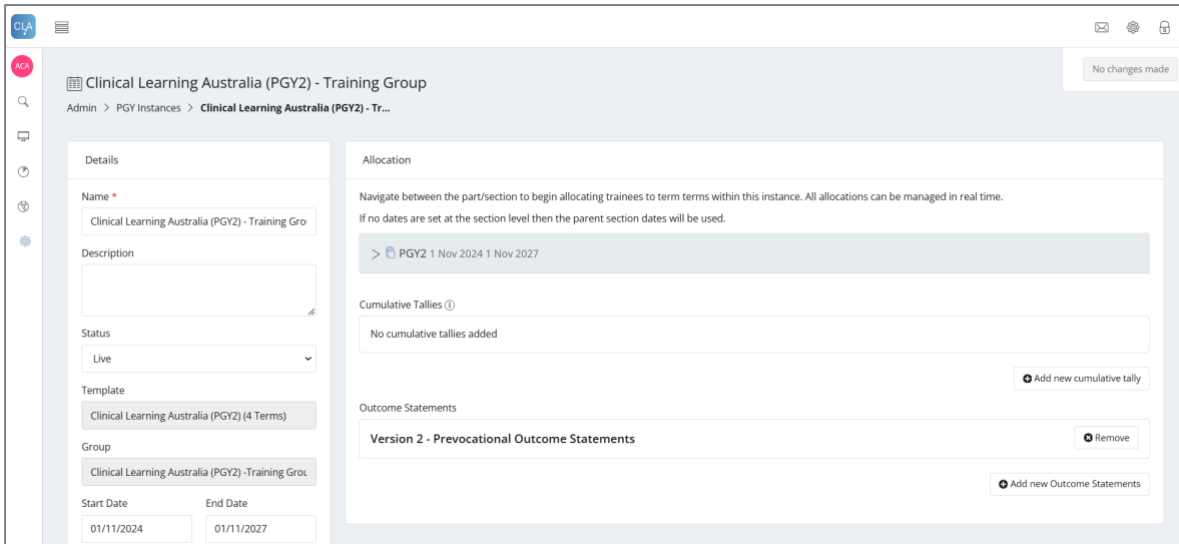 CLA
ACA
No changes made
Clinical Learning Australia (PGY2) - Training Group
Admin > PGY Instances > Clinical Learning Australia (PGY2) - Tr...
Details
Name *
Clinical Learning Australia (PGY2) - Training Gro
Description
Status
Live
Template
Clinical Learning Australia (PGY2) (4 Terms)
Group
Clinical Learning Australia (PGY2) -Training Grou
Start Date End Date
01/11/2024 01/11/2027
Allocation
Navigate between the part/section to begin allocating trainees to term terms within this instance. All allocations can be managed in real time.
If no dates are set at the section level then the parent section dates will be used.
> PGY2 1 Nov 2024 1 Nov 2027
Cumulative Tallies
No cumulative tallies added
Add new cumulative tally
Outcome Statements
Version 2 - Prevocational Outcome Statements
Remove
Add new Outcome Statements